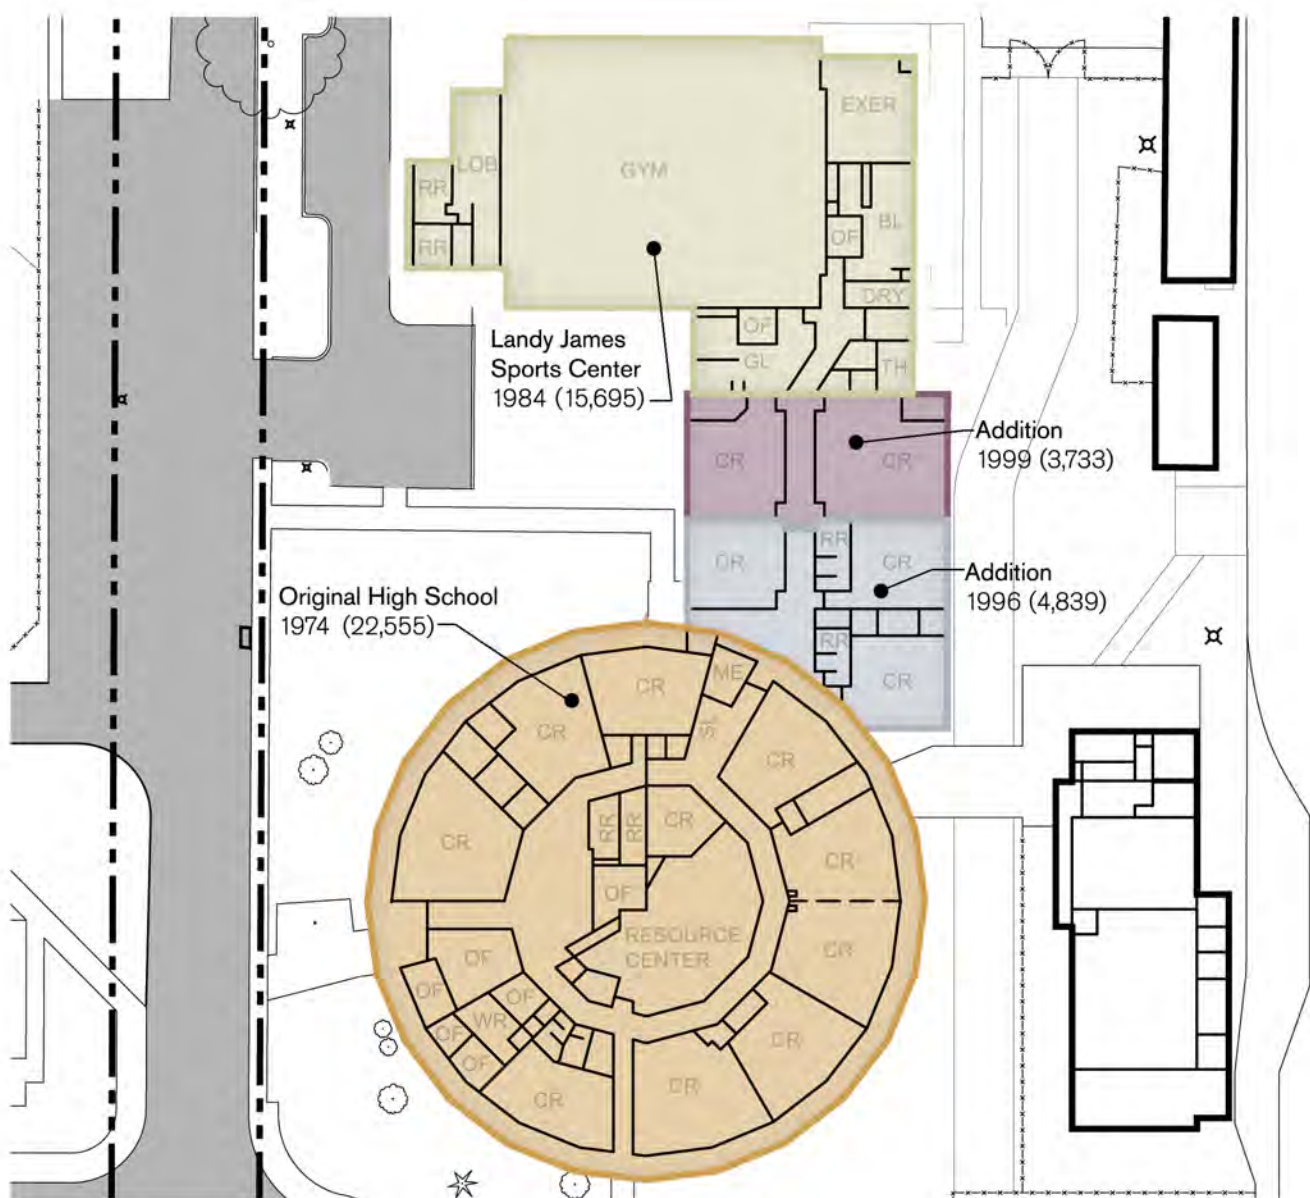 EXER
LOB
GYM
RR
BL
OF
RR
DRY
OF
GL
TH
Landy James
Sports Center
1984 (15,695)
Addition
1999 (3,733)
CR
CR
RR
CR
CR
Addition
1996 (4,839)
Original High School
1974 (22,555)
RR
CR
ME
CR
SL
CR
CR
CR
RR
RR
CR
CR
OF
RESOURCE
CENTER
CR
OF
OF
OF
WR
OF
OF
CR
CR
CR